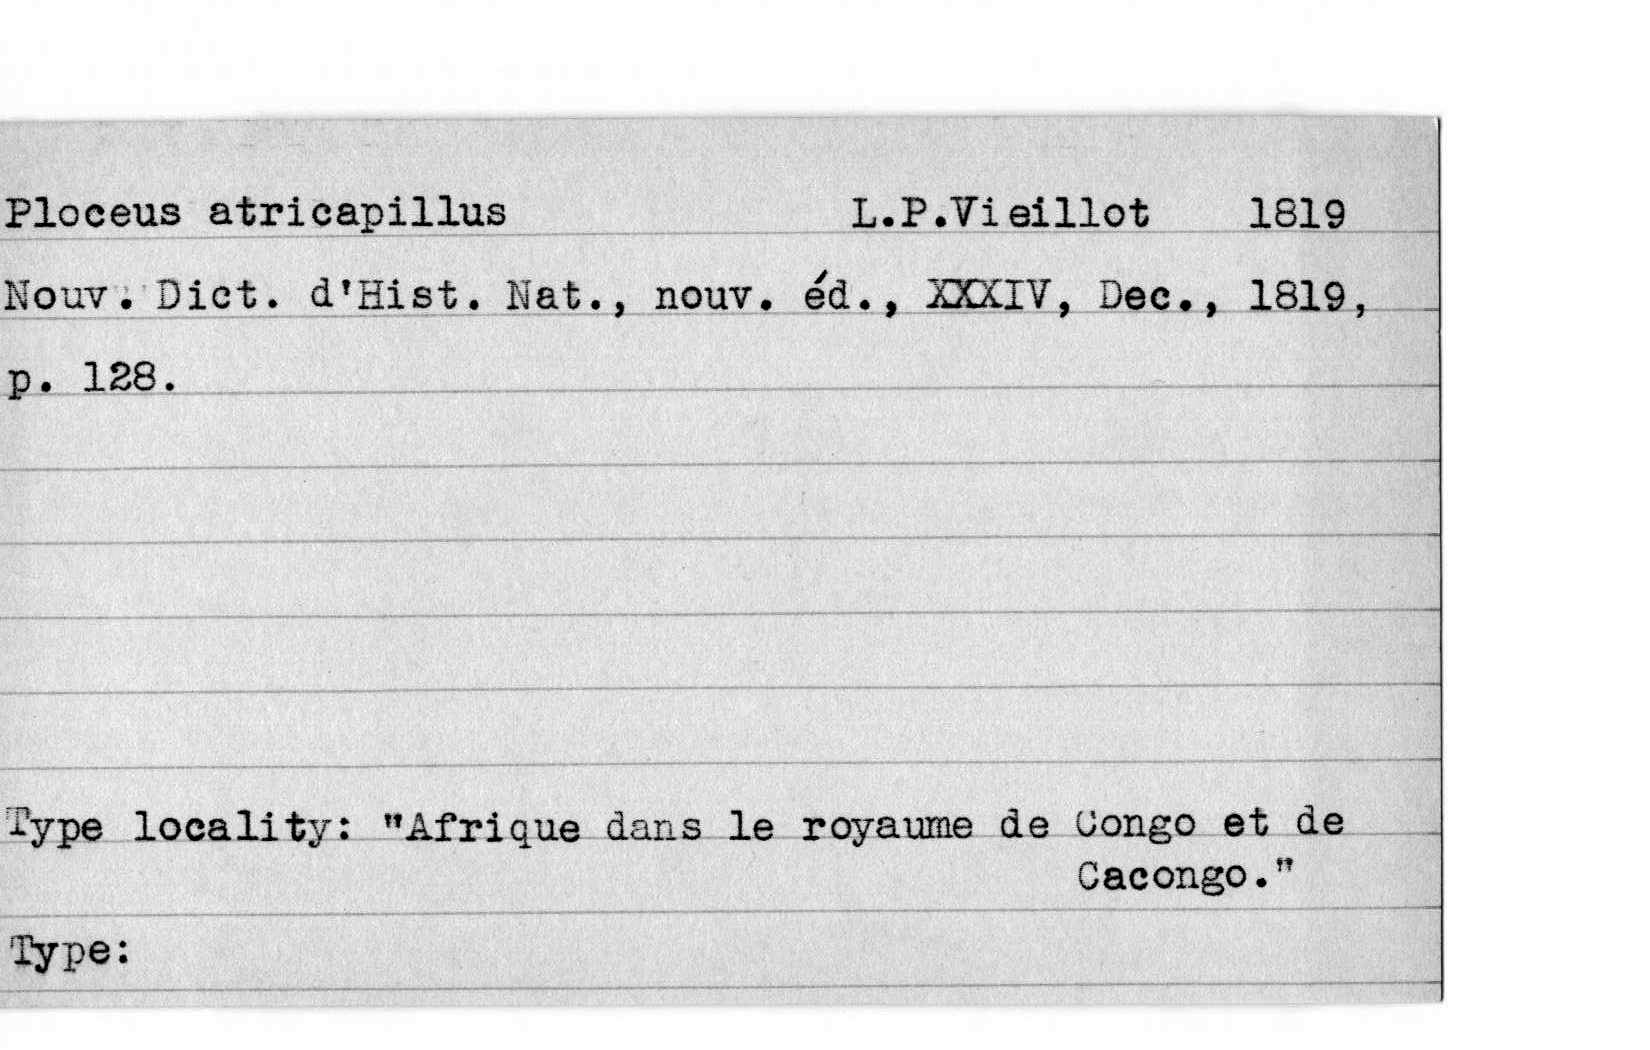 Ploceus atricapillus L.P.Vieillot 1819
Nouv. Dict. d'Hist. Nat., nouv. éd., XXXIV, Dec., 1819,
p. 128.
Type locality: "Afrique dans le royaume de Congo et de
Cacongo."
Type: